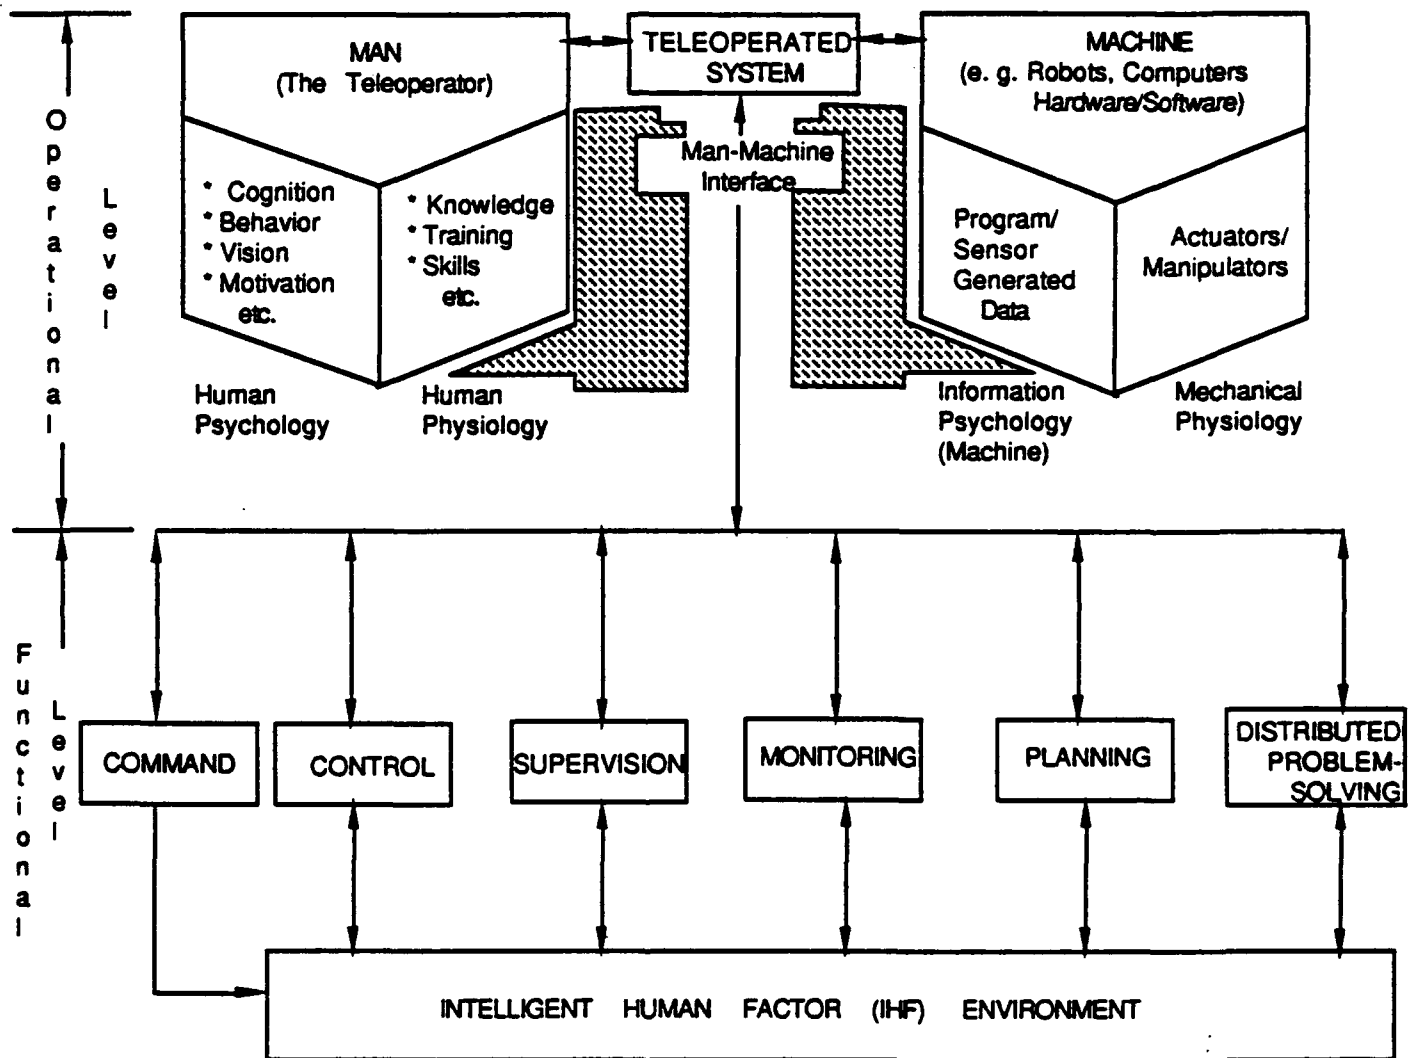 MAN
(The Teleoperator)
TELEOPERATED
SYSTEM
MACHINE
(e. g. Robots, Computers
Hardware/Software)
Man-Machine
Interface
* Cognition
* Behavior
* Vision
* Motivation
etc.
* Knowledge
* Training
* Skills
etc.
Program/
Sensor
Generated
Data
Actuators/
Manipulators
Human
Psychology
Human
Physiology
Information
Psychology
(Machine)
Mechanical
Physiology
Operational
Level
Functional
Level
COMMAND
CONTROL
SUPERVISION
MONITORING
PLANNING
DISTRIBUTED
PROBLEM-
SOLVING
INTELLIGENT HUMAN FACTOR (IHF) ENVIRONMENT